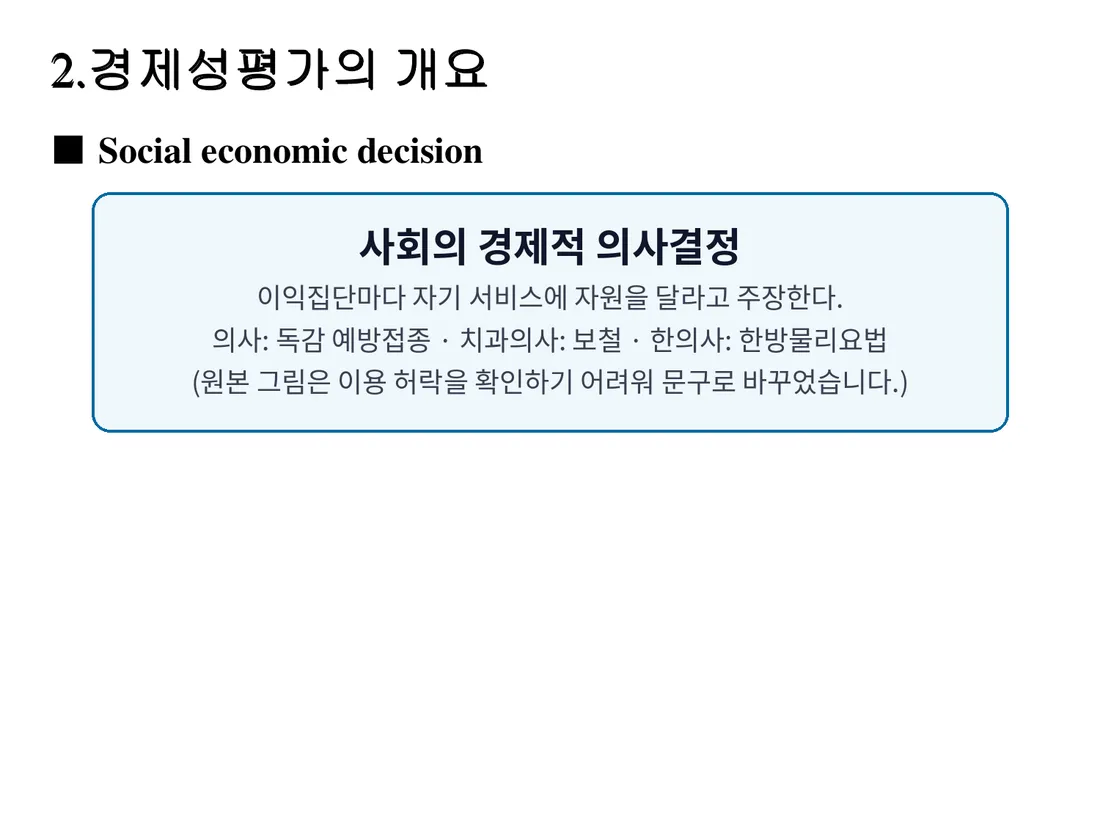 2.경제성평가의 개요
■ Social economic decision
사회의 경제적 의사결정
이익집단마다 자기 서비스에 자원을 달라고 주장한다.
의사: 독감 예방접종 · 치과의사: 보철 · 한의사: 한방물리요법
(원본 그림은 이용 허락을 확인하기 어려워 문구로 바꾸었습니다.)